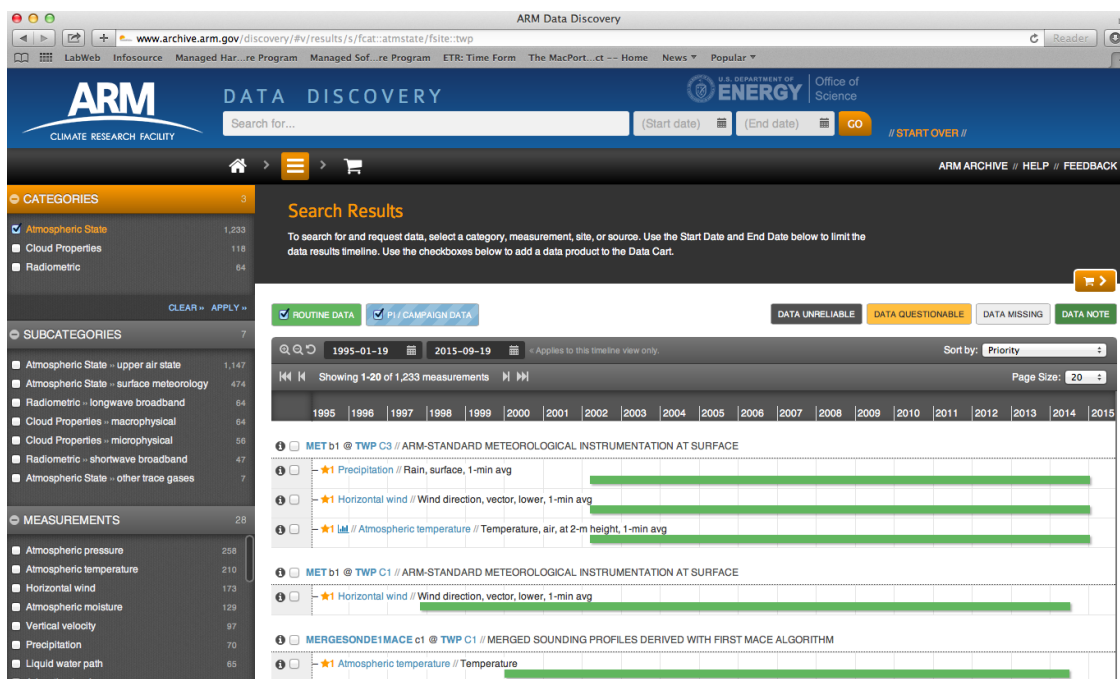 ARM Data Discovery
www.archive.arm.gov/discovery/#v/results/s/fcat::atmstate/fsite::twp
Reader
LabWeb Infosource Managed Har...re Program Managed Sof...re Program ETR: Time Form The MacPort...ct -- Home News Popular
ARM
CLIMATE RESEARCH FACILITY
DATA DISCOVERY
U.S. DEPARTMENT OF
ENERGY
Office of
Science
Search for...
(Start date)
(End date)
GO
// START OVER //
ARM ARCHIVE // HELP // FEEDBACK
CATEGORIES 3
Atmospheric State 1,233
Cloud Properties 118
Radiometric 64
CLEAR » APPLY »
SUBCATEGORIES 7
Atmospheric State » upper air state 1,147
Atmospheric State » surface meteorology 474
Radiometric » longwave broadband 64
Cloud Properties » macrophysical 64
Cloud Properties » microphysical 56
Radiometric » shortwave broadband 47
Atmospheric State » other trace gases 7
MEASUREMENTS 28
Atmospheric pressure 258
Atmospheric temperature 210
Horizontal wind 173
Atmospheric moisture 129
Vertical velocity 97
Precipitation 70
Liquid water path 65
Search Results
To search for and request data, select a category, measurement, site, or source. Use the Start Date and End Date below to limit the
data results timeline. Use the checkboxes below to add a data product to the Data Cart.
ROUTINE DATA
PI / CAMPAIGN DATA
DATA UNRELIABLE
DATA QUESTIONABLE
DATA MISSING
DATA NOTE
1995-01-19 2015-09-19 « Applies to this timeline view only. Sort by: Priority
Showing 1-20 of 1,233 measurements Page Size: 20
1995 1996 1997 1998 1999 2000 2001 2002 2003 2004 2005 2006 2007 2008 2009 2010 2011 2012 2013 2014 2015
MET b1 @ TWP C3 // ARM-STANDARD METEOROLOGICAL INSTRUMENTATION AT SURFACE
1 Precipitation // Rain, surface, 1-min avg
1 Horizontal wind // Wind direction, vector, lower, 1-min avg
1 // Atmospheric temperature // Temperature, air, at 2-m height, 1-min avg
MET b1 @ TWP C1 // ARM-STANDARD METEOROLOGICAL INSTRUMENTATION AT SURFACE
1 Horizontal wind // Wind direction, vector, lower, 1-min avg
MERGESONDE1MACE c1 @ TWP C1 // MERGED SOUNDING PROFILES DERIVED WITH FIRST MACE ALGORITHM
1 Atmospheric temperature // Temperature